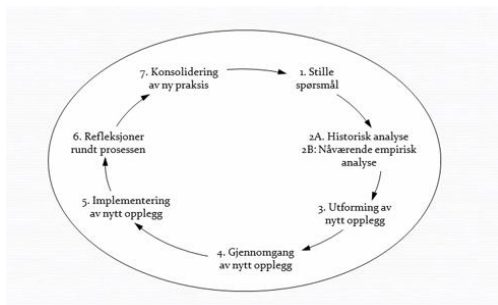 1. Stille
spørsmål
2A. Historisk analyse
2B: Nåværende empirisk
analyse
3. Utforming av
nytt opplegg
4. Gjennomgang
av nytt opplegg
5. Implementering
av nytt opplegg
6. Refleksjoner
rundt prosessen
7. Konsolidering
av ny praksis